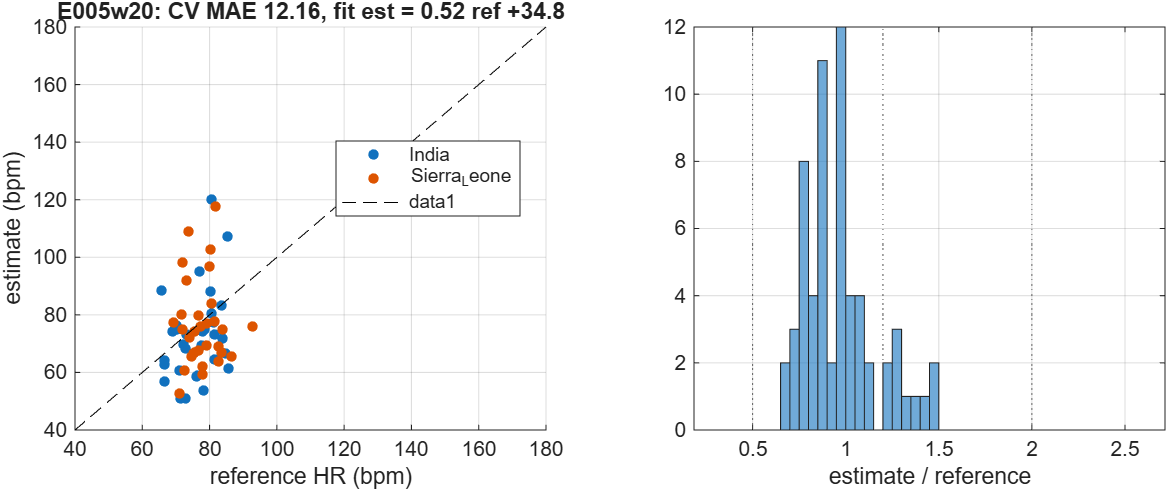 E005w20: CV MAE 12.16, fit est = 0.52 ref +34.8
180
160
140
120
100
80
60
40
40 60 80 100 120 140 160 180
estimate (bpm)
reference HR (bpm)
India
Sierra_Leone
data1
12
10
8
6
4
2
0
0.5 1 1.5 2 2.5
estimate / reference